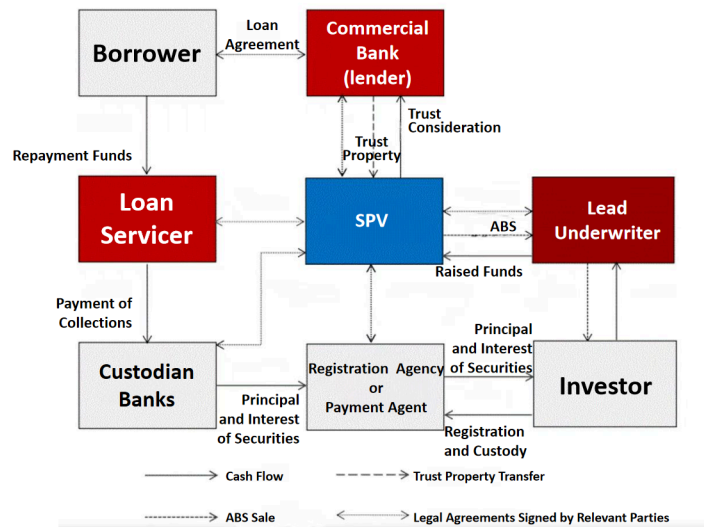 Borrower
Loan
Agreement
Commercial
Bank
(lender)
Trust
Consideration
Trust
Property
Repayment Funds
Loan
Servicer
SPV
ABS
Lead
Underwriter
Raised Funds
Payment of
Collections
Custodian
Banks
Principal
and Interest
of Securities
Registration Agency
or
Payment Agent
Principal
and Interest
of Securities
Investor
Registration
and Custody
Cash Flow
Trust Property Transfer
ABS Sale
Legal Agreements Signed by Relevant Parties